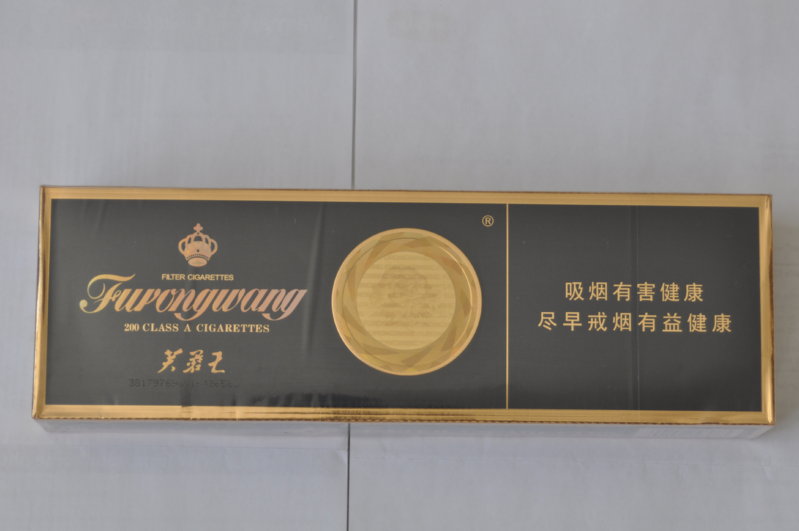 FILTER CIGARETTES
Furongwang
200 CLASS A CIGARETTES
芙蓉王
®
吸烟有害健康
尽早戒烟有益健康